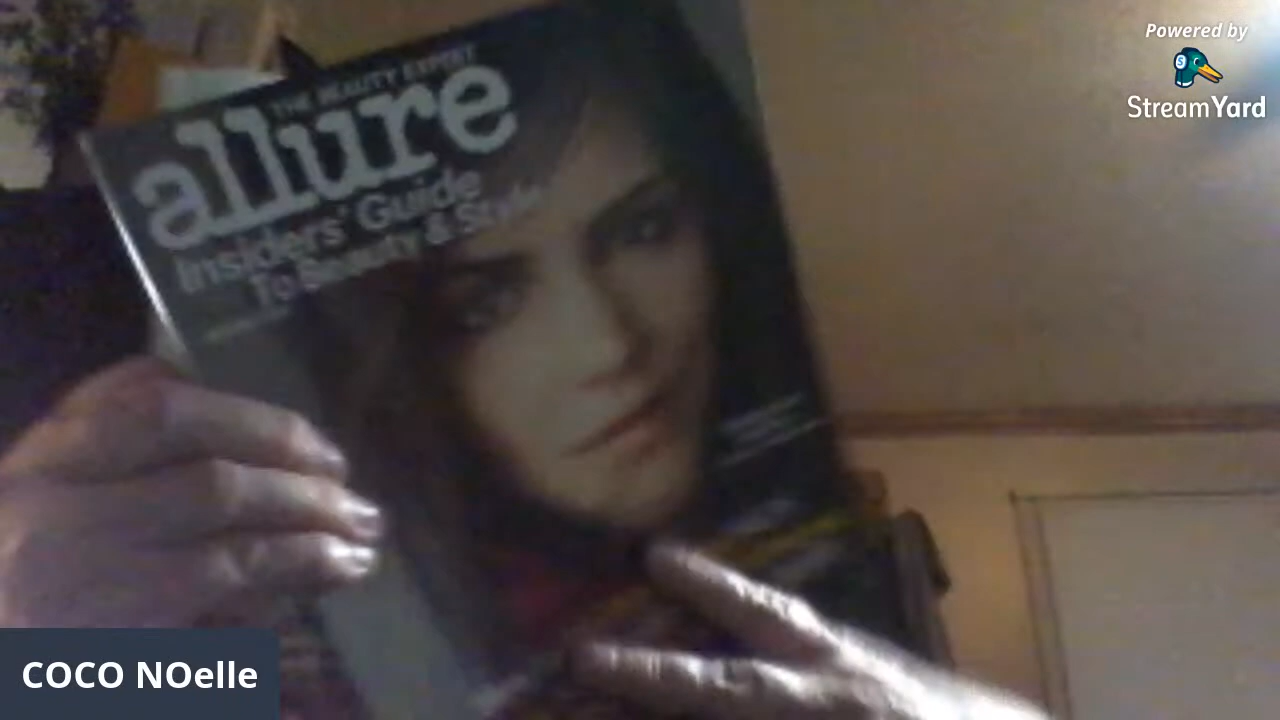 THE BEAUTY EXPERT
allure
Insiders' Guide
To Beauty & Style
Powered by
StreamYard
COCO NOelle